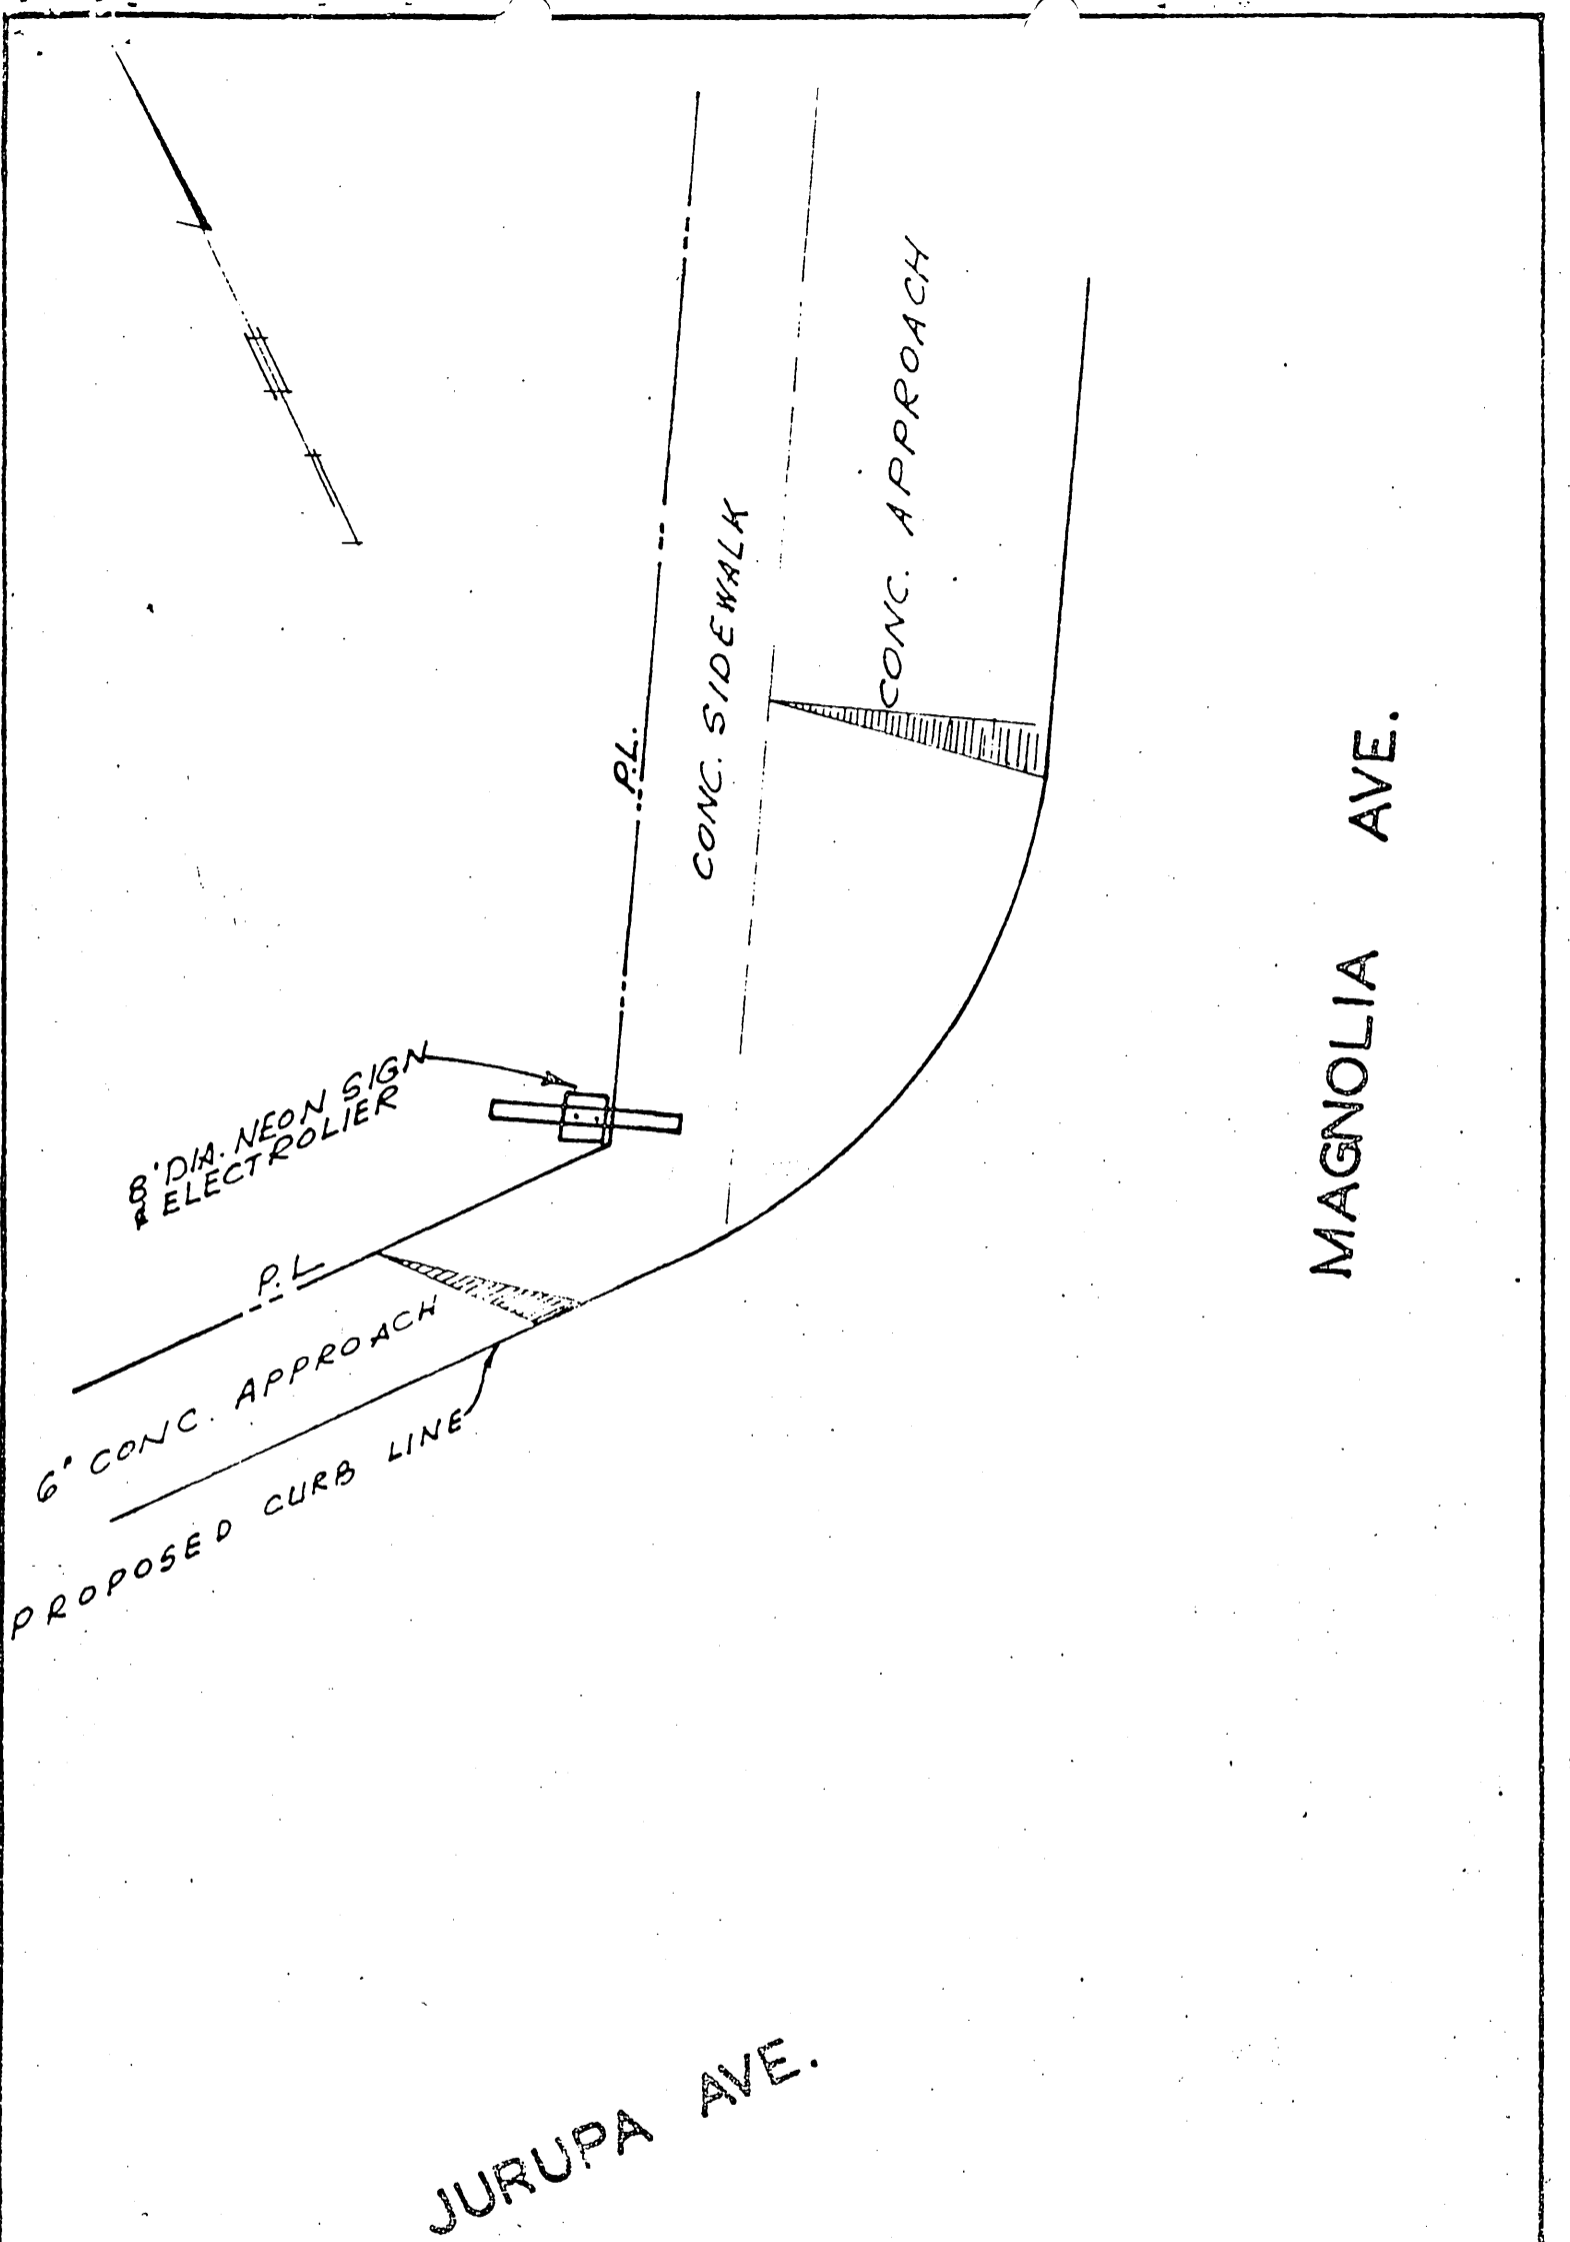 CONC. APPROACH
CONC. SIDEWALK
P.L.
MAGNOLIA AVE.
8' DIA. NEON SIGN
& ELECTROLIER
P.L.
6" CONC. APPROACH
PROPOSED CURB LINE
JURUPA AVE.